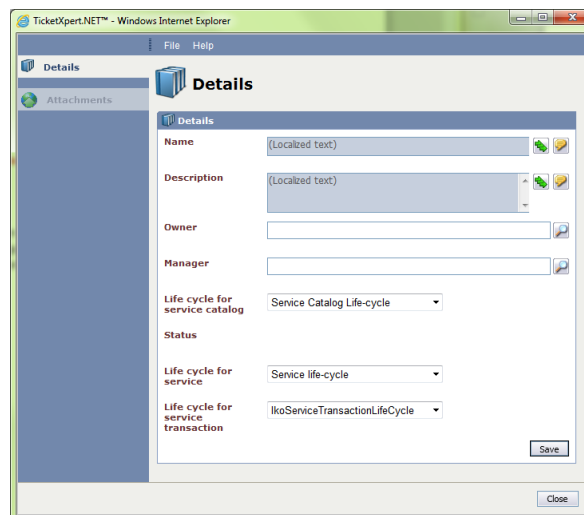 TicketXpert.NET™ - Windows Internet Explorer
File Help
Details
Attachments
Details
Details
Name
(Localized text)
Description
(Localized text)
Owner
Manager
Life cycle for
service catalog
Service Catalog Life-cycle
Status
Life cycle for
service
Service life-cycle
Life cycle for
service
transaction
IkoServiceTransactionLifeCycle
Save
Close